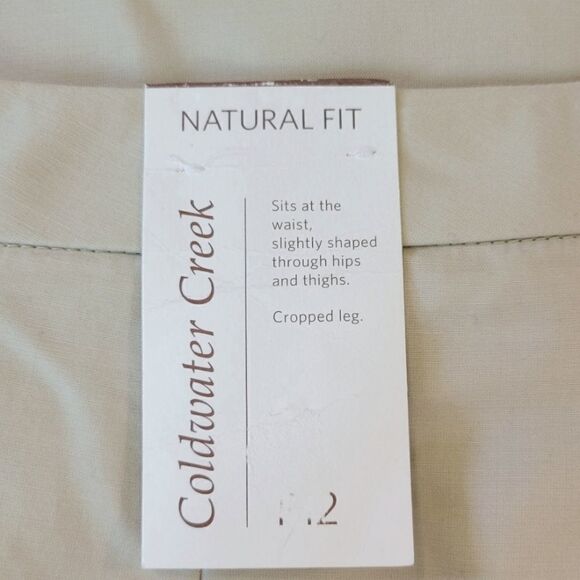 NATURAL FIT
Coldwater Creek
Sits at the
waist,
slightly shaped
through hips
and thighs.
Cropped leg.